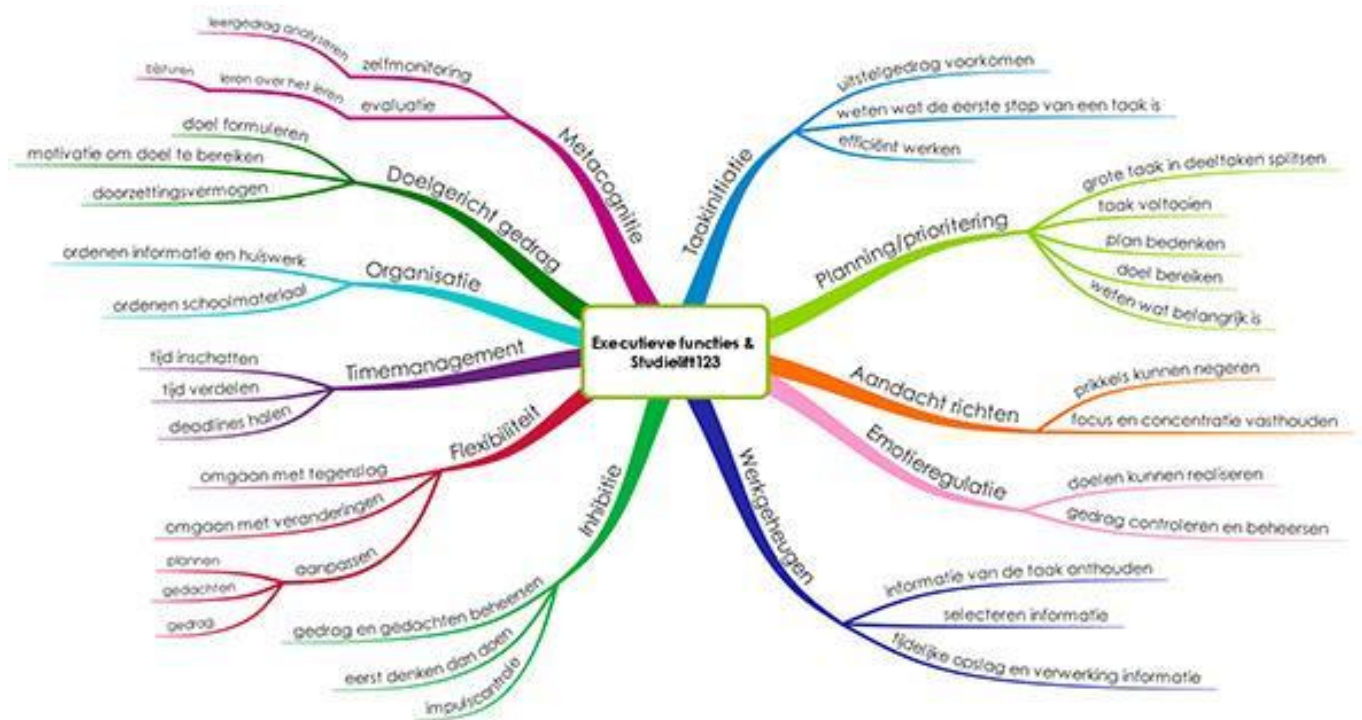 Executieve functies &
Studielift123
Taakinitiatie
uitstelgedrag voorkomen
weten wat de eerste stap van een taak is
efficiënt werken
Planning/prioritering
grote taak in deeltaken splitsen
taak voltooien
plan bedenken
doel bereiken
weten wat belangrijk is
Aandacht richten
prikkels kunnen negeren
focus en concentratie vasthouden
Emotieregulatie
doelen kunnen realiseren
gedrag controleren en beheersen
Werkgeheugen
informatie van de taak onthouden
selecteren informatie
tijdelijke opslag en verwerking informatie
Inhibitie
gedrag en gedachten beheersen
eerst denken dan doen
impulscontrole
Flexibiliteit
omgaan met tegenslag
omgaan met veranderingen
aanpassen
plannen
gedachten
gedrag
Timemanagement
tijd inschatten
tijd verdelen
deadlines halen
Organisatie
ordenen informatie en huiswerk
ordenen schoolmateriaal
Doelgericht gedrag
doel formuleren
motivatie om doel te bereiken
doorzettingsvermogen
Metacognitie
zelfmonitoring
leergedrag analyseren
evaluatie
leren over het leren
bijsturen